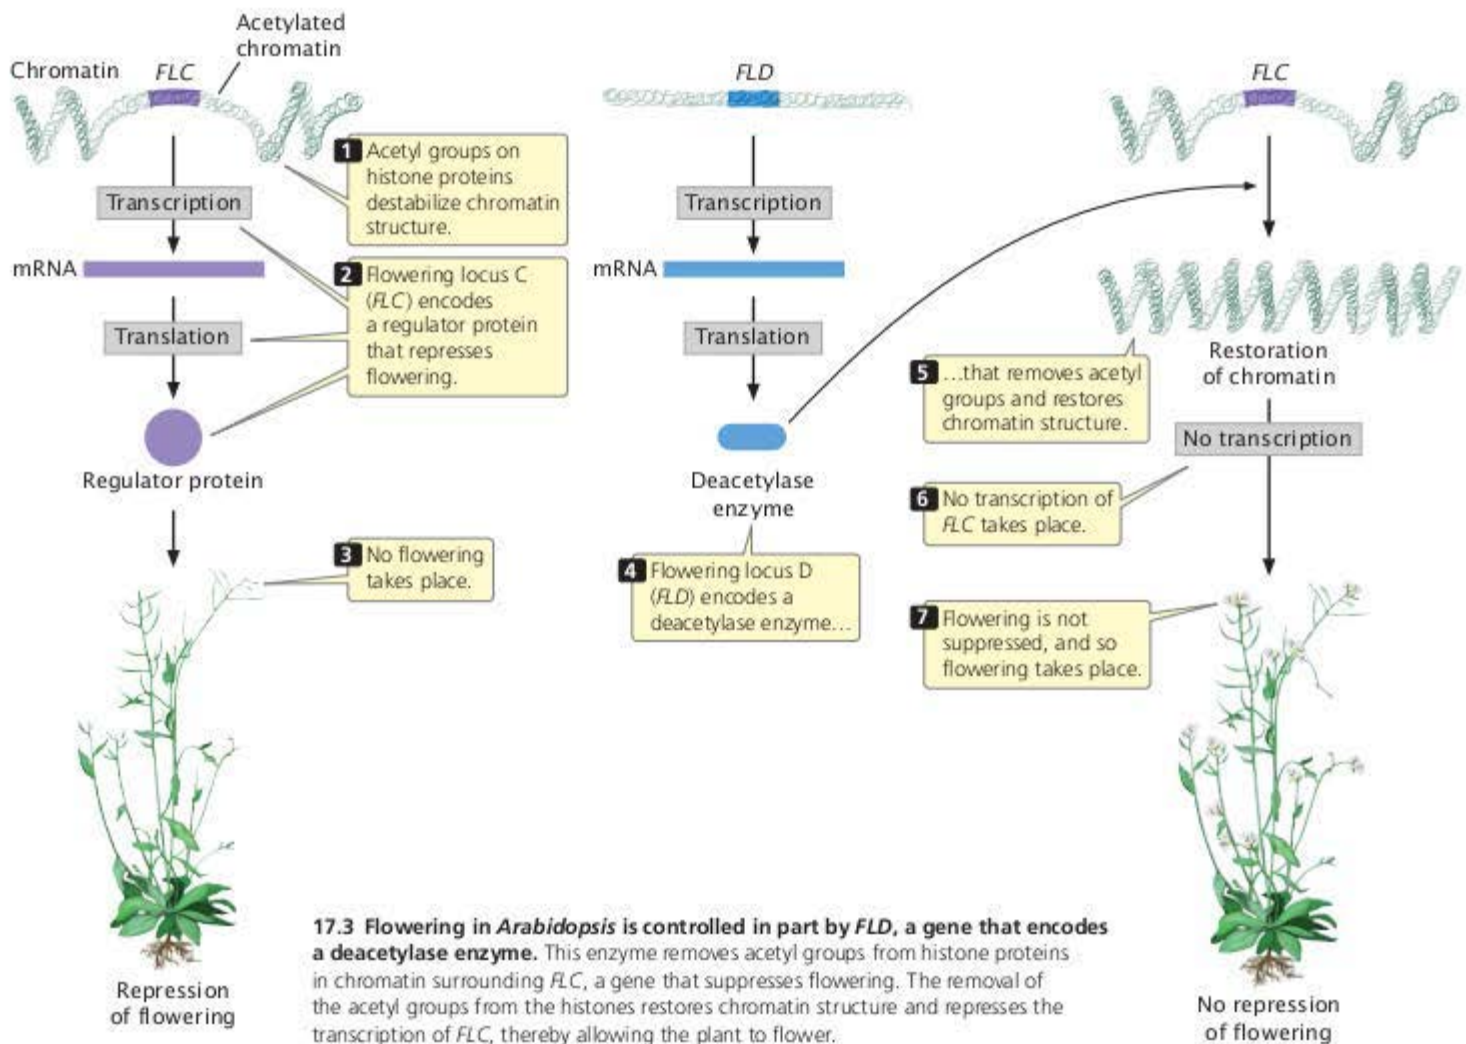 Acetylated
chromatin
Chromatin
FLC
1 Acetyl groups on
histone proteins
destabilize chromatin
structure.
Transcription
mRNA
2 Flowering locus C
(FLC) encodes
a regulator protein
that represses
flowering.
Translation
Regulator protein
3 No flowering
takes place.
Repression
of flowering
FLD
Transcription
mRNA
Translation
Deacetylase
enzyme
4 Flowering locus D
(FLD) encodes a
deacetylase enzyme…
FLC
Restoration
of chromatin
5 …that removes acetyl
groups and restores
chromatin structure.
No transcription
6 No transcription of
FLC takes place.
7 Flowering is not
suppressed, and so
flowering takes place.
No repression
of flowering
17.3 Flowering in Arabidopsis is controlled in part by FLD, a gene that encodes
a deacetylase enzyme. This enzyme removes acetyl groups from histone proteins
in chromatin surrounding FLC, a gene that suppresses flowering. The removal of
the acetyl groups from the histones restores chromatin structure and represses the
transcription of FLC, thereby allowing the plant to flower.